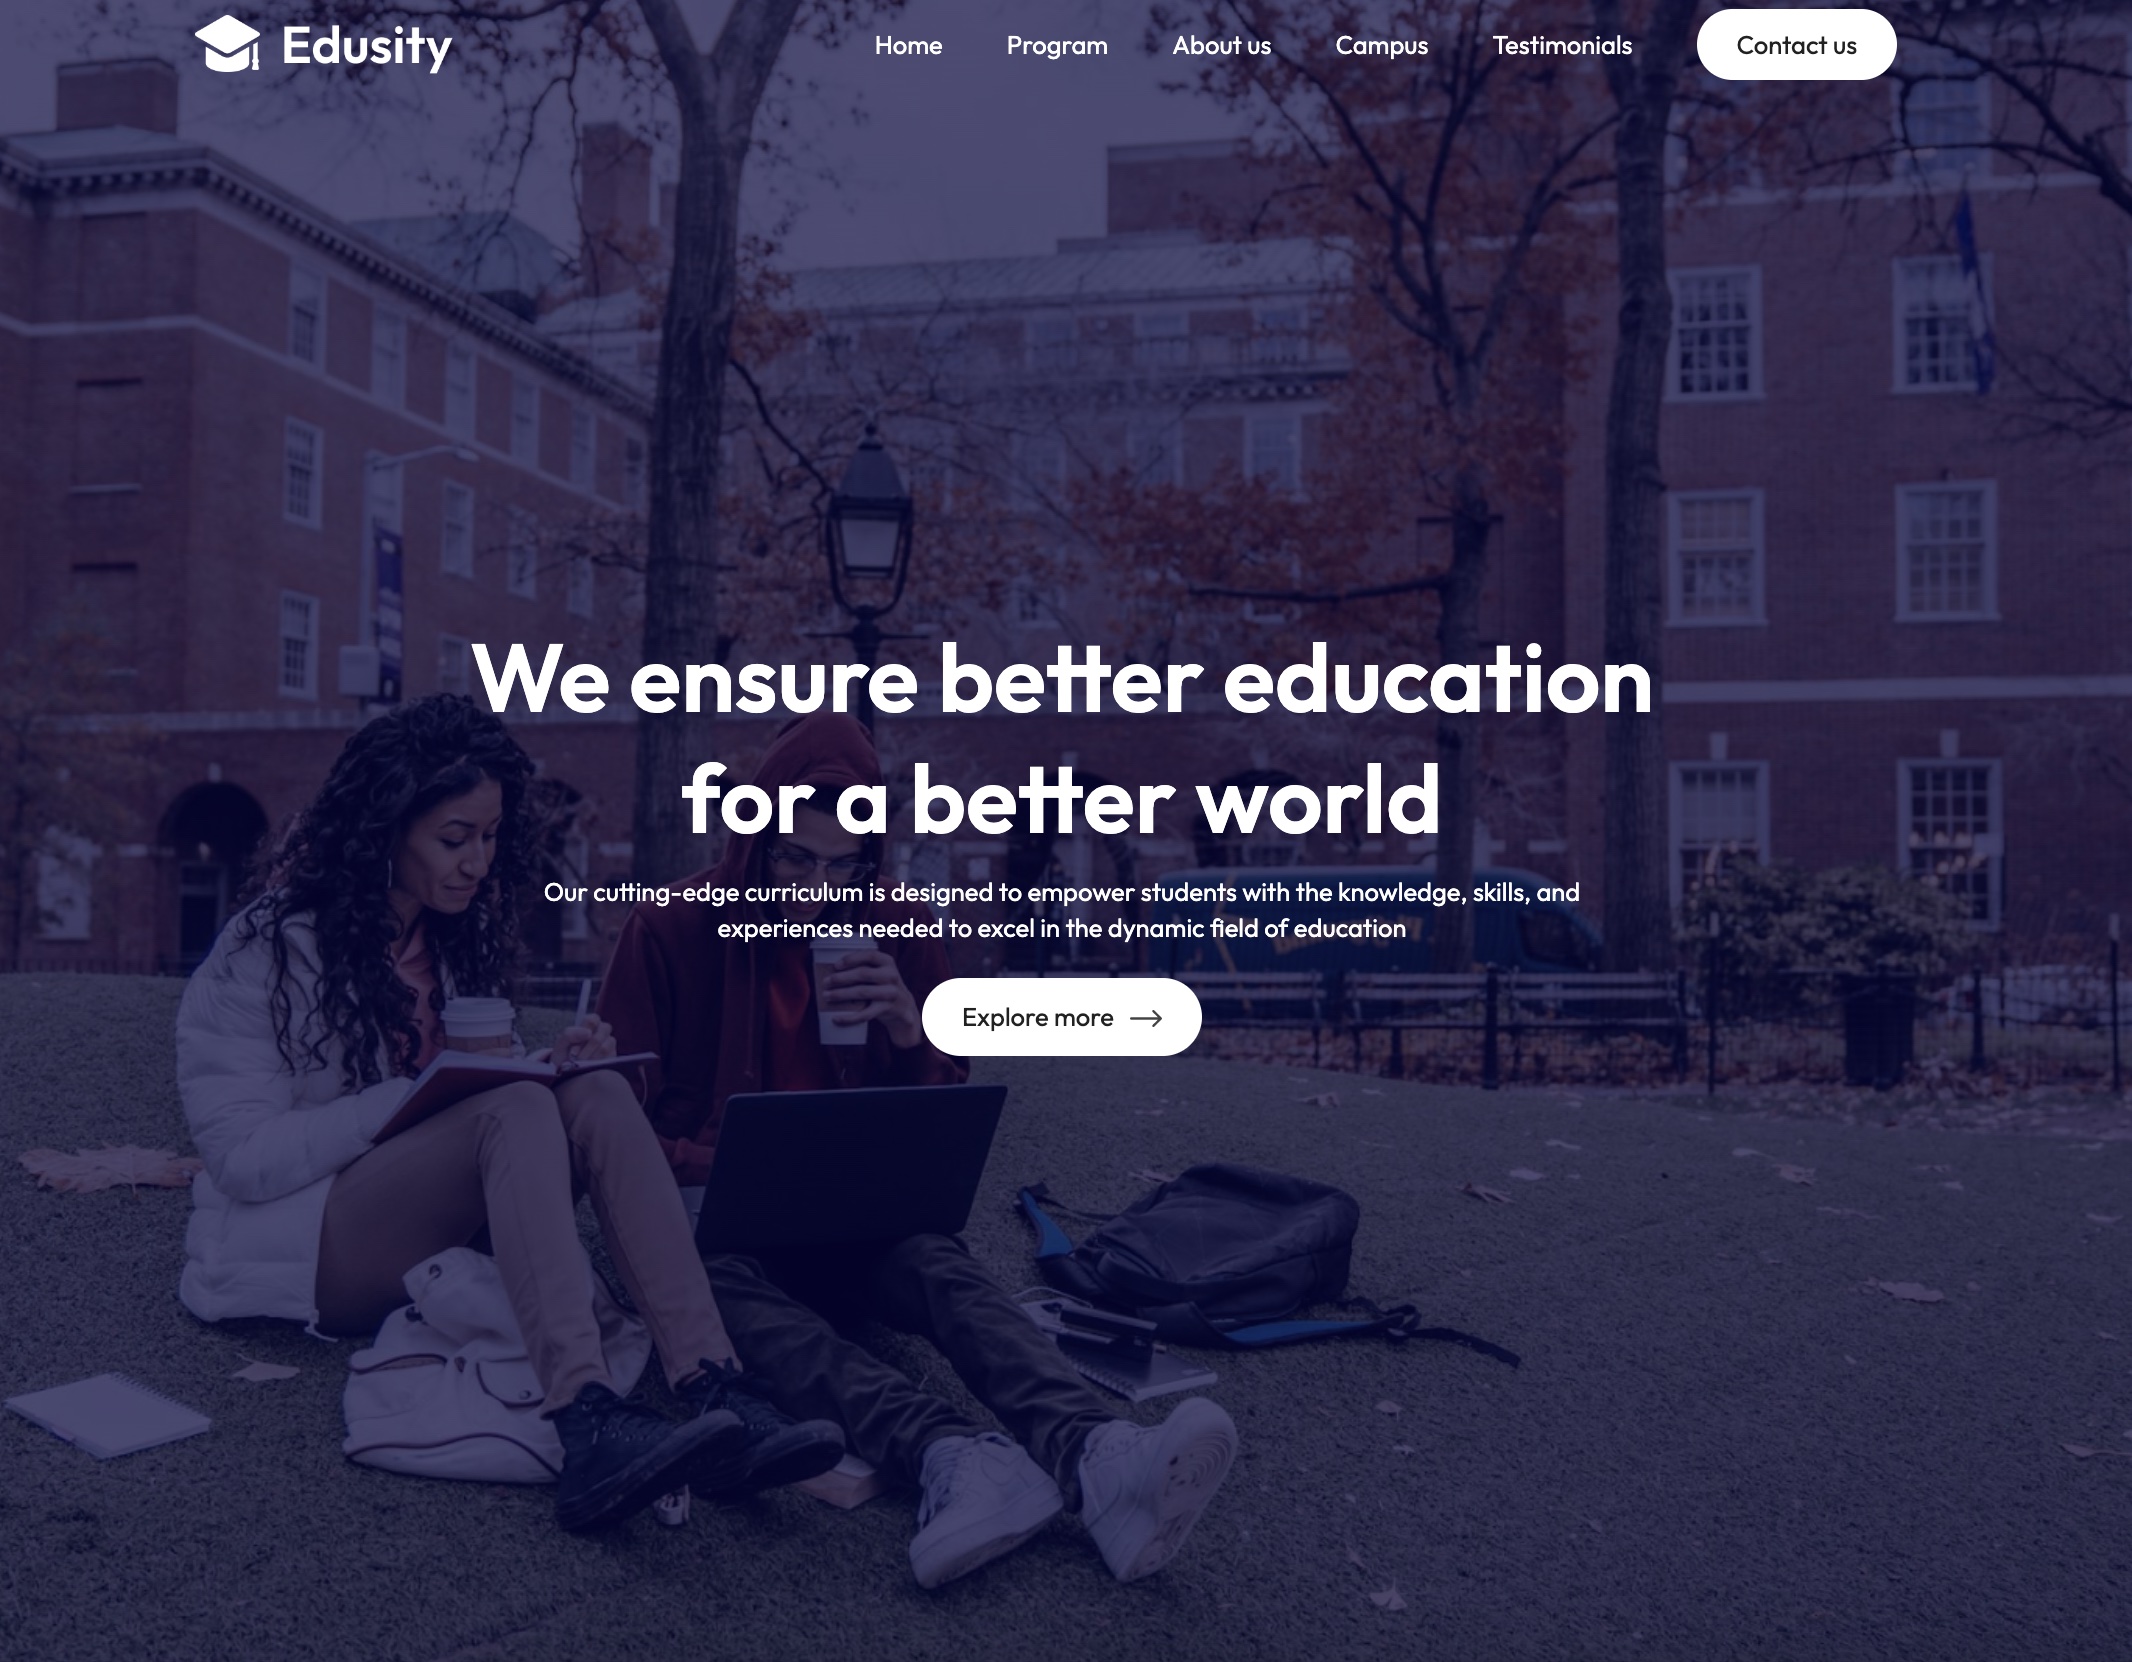 Edusity
Home Program About us Campus Testimonials Contact us
We ensure better education
for a better world
Our cutting-edge curriculum is designed to empower students with the knowledge, skills, and
experiences needed to excel in the dynamic field of education
Explore more